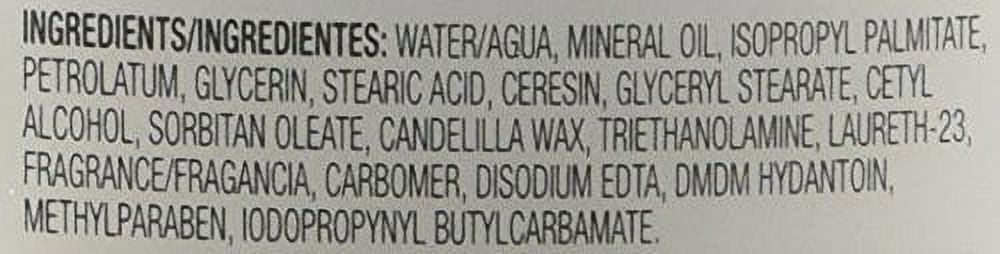 INGREDIENTS/INGREDIENTES: WATER/AGUA, MINERAL OIL, ISOPROPYL PALMITATE,
PETROLATUM, GLYCERIN, STEARIC ACID, CERESIN, GLYCERYL STEARATE, CETYL
ALCOHOL, SORBITAN OLEATE, CANDELILLA WAX, TRIETHANOLAMINE, LAURETH-23,
FRAGRANCE/FRAGANCIA, CARBOMER, DISODIUM EDTA, DMDM HYDANTOIN,
METHYLPARABEN, IODOPROPYNYL BUTYLCARBAMATE.